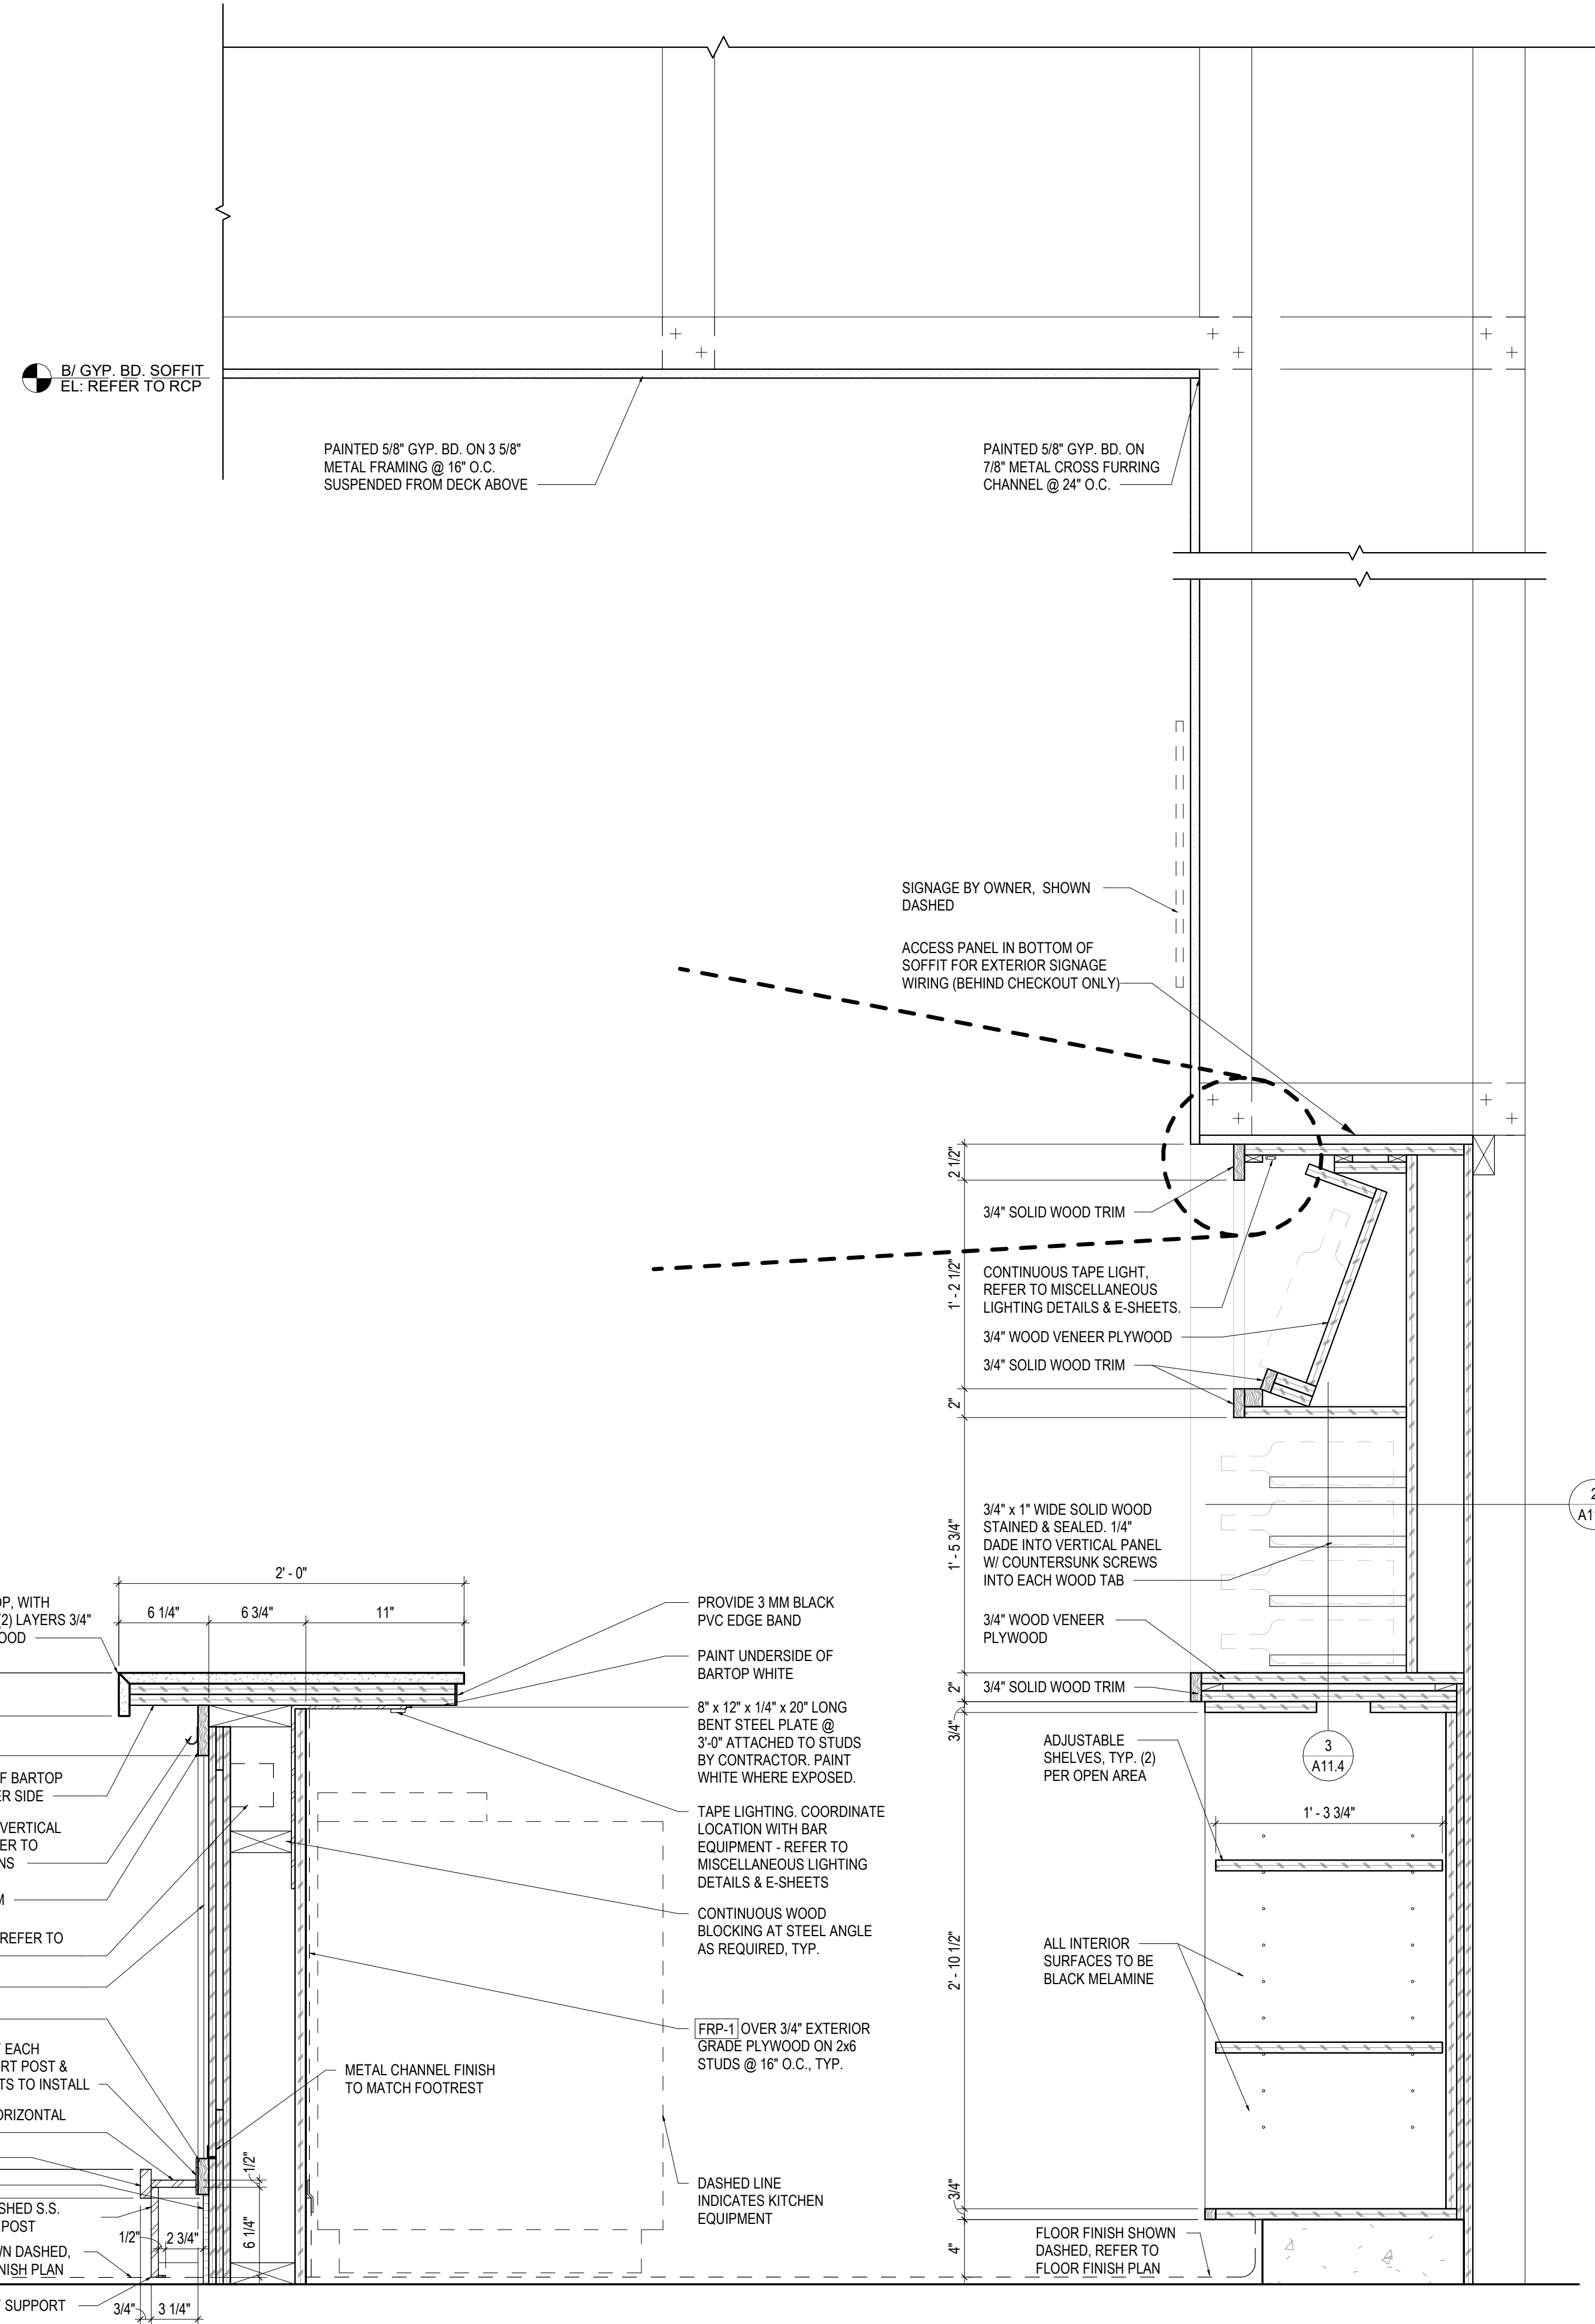 B/ GYP. BD. SOFFIT
EL: REFER TO RCP
PAINTED 5/8" GYP. BD. ON 3 5/8"
METAL FRAMING @ 16" O.C.
SUSPENDED FROM DECK ABOVE
PAINTED 5/8" GYP. BD. ON
7/8" METAL CROSS FURRING
CHANNEL @ 24" O.C.
SIGNAGE BY OWNER, SHOWN
DASHED
ACCESS PANEL IN BOTTOM OF
SOFFIT FOR EXTERIOR SIGNAGE
WIRING (BEHIND CHECKOUT ONLY)
2 1/2"
3/4" SOLID WOOD TRIM
1' - 2 1/2"
CONTINUOUS TAPE LIGHT,
REFER TO MISCELLANEOUS
LIGHTING DETAILS & E-SHEETS.
3/4" WOOD VENEER PLYWOOD
3/4" SOLID WOOD TRIM
2"
1' - 5 3/4"
3/4" x 1" WIDE SOLID WOOD
STAINED & SEALED. 1/4"
DADE INTO VERTICAL PANEL
W/ COUNTERSUNK SCREWS
INTO EACH WOOD TAB
2
A11
3/4" WOOD VENEER
PLYWOOD
2"
3/4" SOLID WOOD TRIM
3/4"
ADJUSTABLE
SHELVES, TYP. (2)
PER OPEN AREA
3
A11.4
1' - 3 3/4"
2' - 10 1/2"
ALL INTERIOR
SURFACES TO BE
BLACK MELAMINE
3/4"
4"
FLOOR FINISH SHOWN
DASHED, REFER TO
FLOOR FINISH PLAN
2' - 0"
6 1/4"
6 3/4"
11"
OP, WITH
(2) LAYERS 3/4"
OOD
PROVIDE 3 MM BLACK
PVC EDGE BAND
PAINT UNDERSIDE OF
BARTOP WHITE
8" x 12" x 1/4" x 20" LONG
BENT STEEL PLATE @
3'-0" ATTACHED TO STUDS
BY CONTRACTOR. PAINT
WHITE WHERE EXPOSED.
TAPE LIGHTING. COORDINATE
LOCATION WITH BAR
EQUIPMENT - REFER TO
MISCELLANEOUS LIGHTING
DETAILS & E-SHEETS
CONTINUOUS WOOD
BLOCKING AT STEEL ANGLE
AS REQUIRED, TYP.
FRP-1 OVER 3/4" EXTERIOR
GRADE PLYWOOD ON 2x6
STUDS @ 16" O.C., TYP.
METAL CHANNEL FINISH
TO MATCH FOOTREST
DASHED LINE
INDICATES KITCHEN
EQUIPMENT
F BARTOP
ER SIDE
VERTICAL
ER TO
NS
M
REFER TO
EACH
RT POST &
TS TO INSTALL
ORIZONTAL
SHED S.S.
POST
WN DASHED,
NISH PLAN
SUPPORT
1/2"
6 1/4"
1/2"
2 3/4"
3/4"
3 1/4"